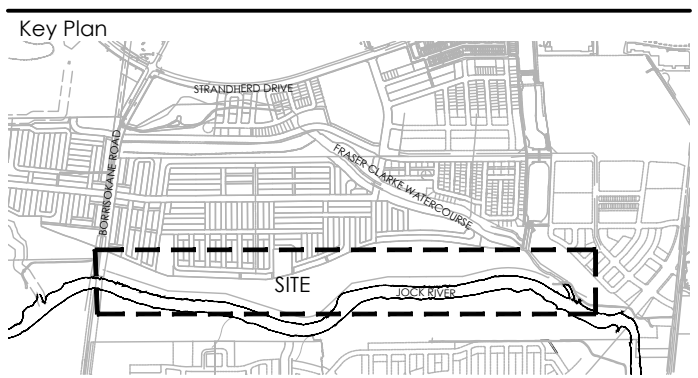 Key Plan
STRANDHERD DRIVE
BORRISOKANE ROAD
FRASER CLARKE WATERCOURSE
SITE
JOCK RIVER